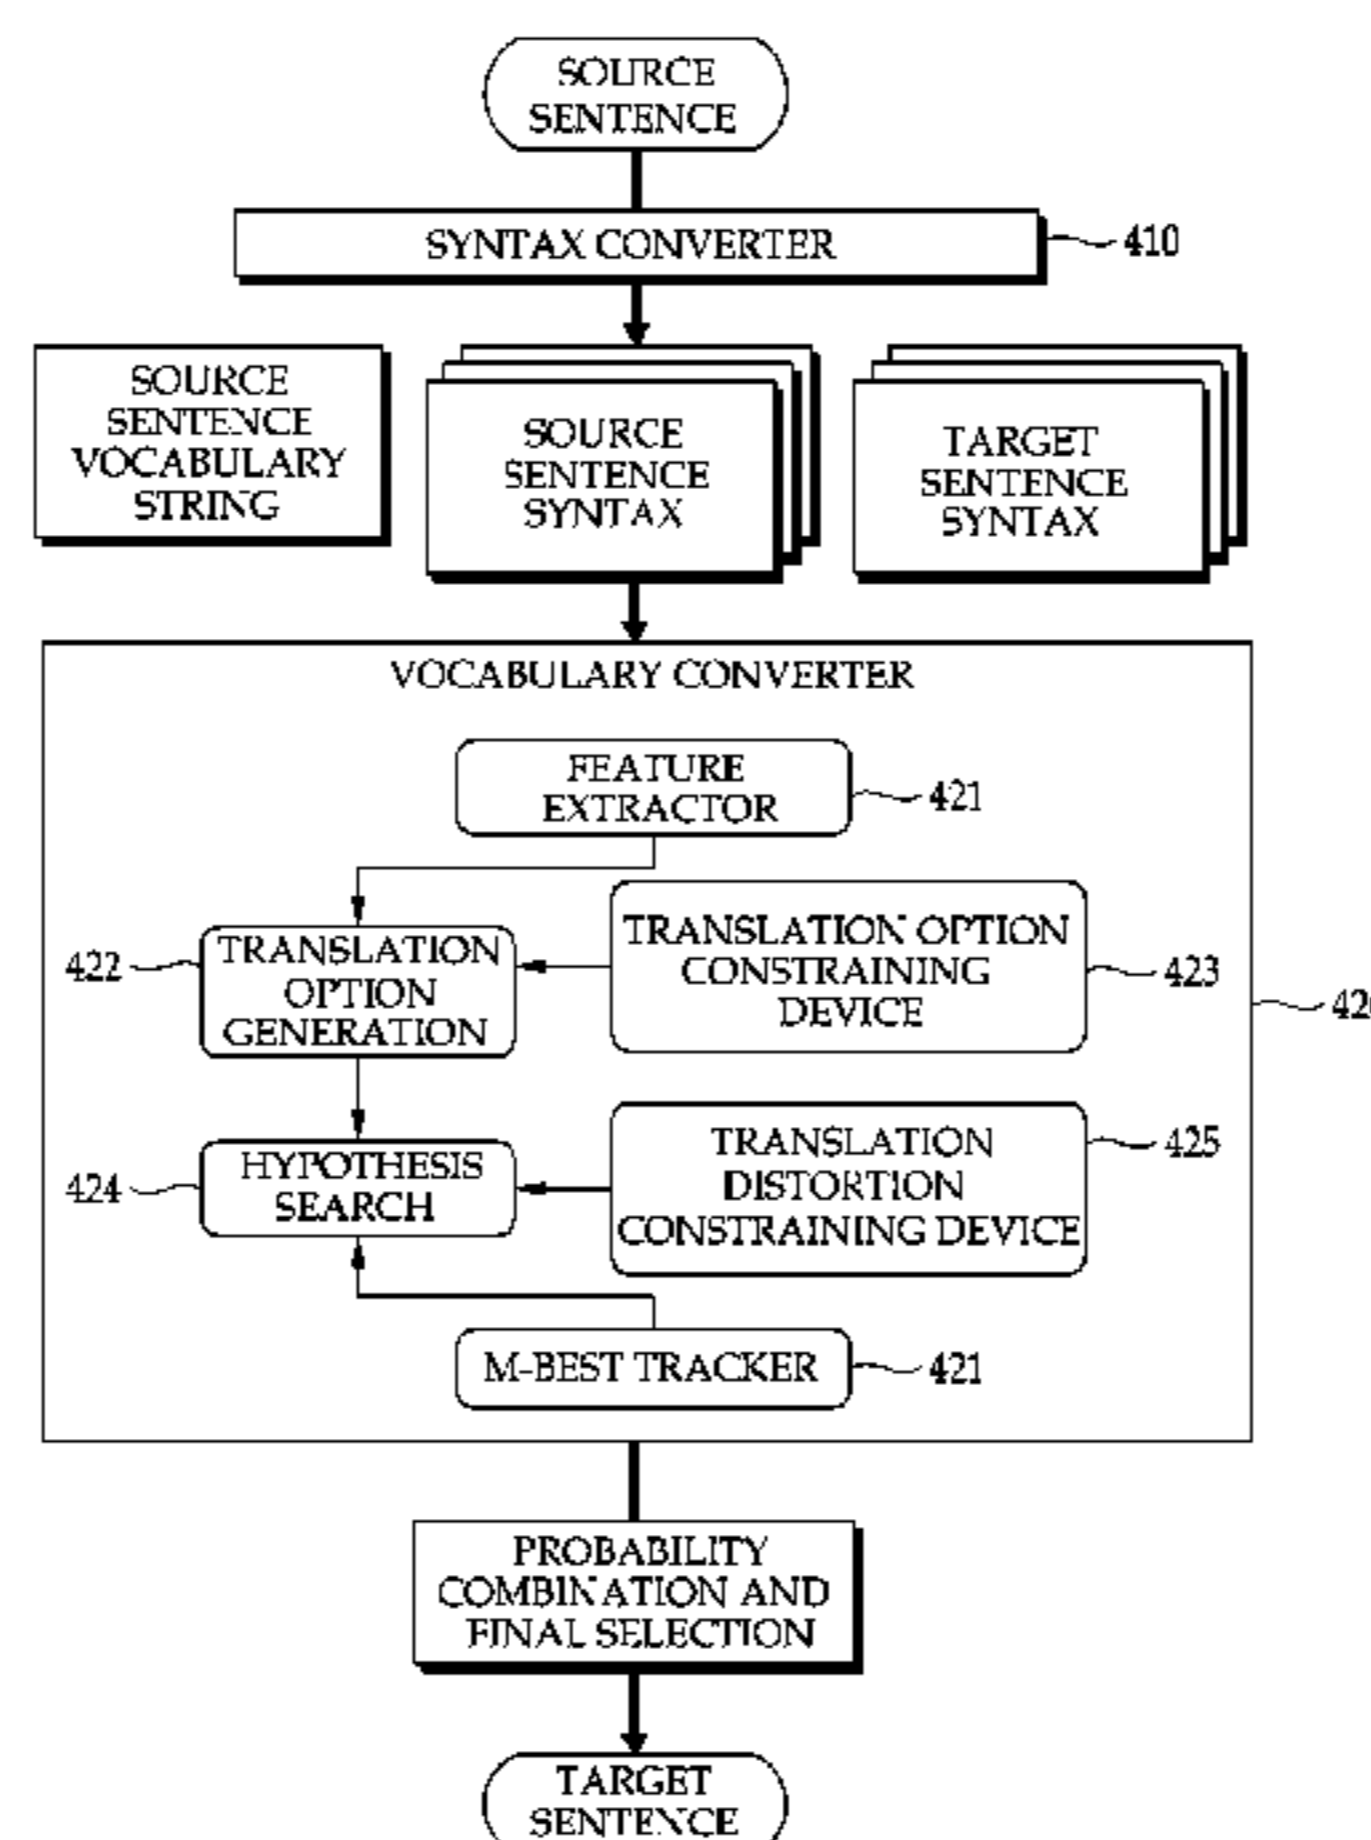 SOURCE
SENTENCE
SYNTAX CONVERTER
410
SOURCE
SENTENCE
VOCABULARY
STRING
SOURCE
SENTENCE
SYNTAX
TARGET
SENTENCE
SYNTAX
VOCABULARY CONVERTER
FEATURE
EXTRACTOR
421
TRANSLATION
OPTION
GENERATION
422
TRANSLATION OPTION
CONSTRAINING
DEVICE
423
HYPOTHESIS
SEARCH
424
TRANSLATION
DISTORTION
CONSTRAINING DEVICE
425
M-BEST TRACKER
421
PROBABILITY
COMBINATION AND
FINAL SELECTION
TARGET
SENTENCE